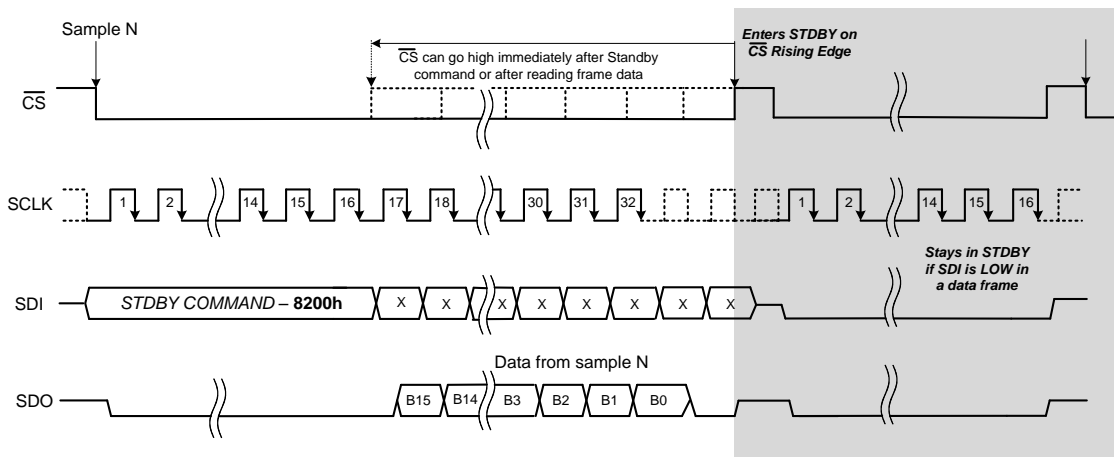 Sample N
Enters STDBY on
CS Rising Edge
CS can go high immediately after Standby
command or after reading frame data
CS
SCLK
1 2 14 15 16 17 18 30 31 32 1 2 14 15 16
Stays in STDBY
if SDI is LOW in
a data frame
SDI
STDBY COMMAND – 8200h X X X X X X X X
Data from sample N
SDO
B15 B14 B3 B2 B1 B0